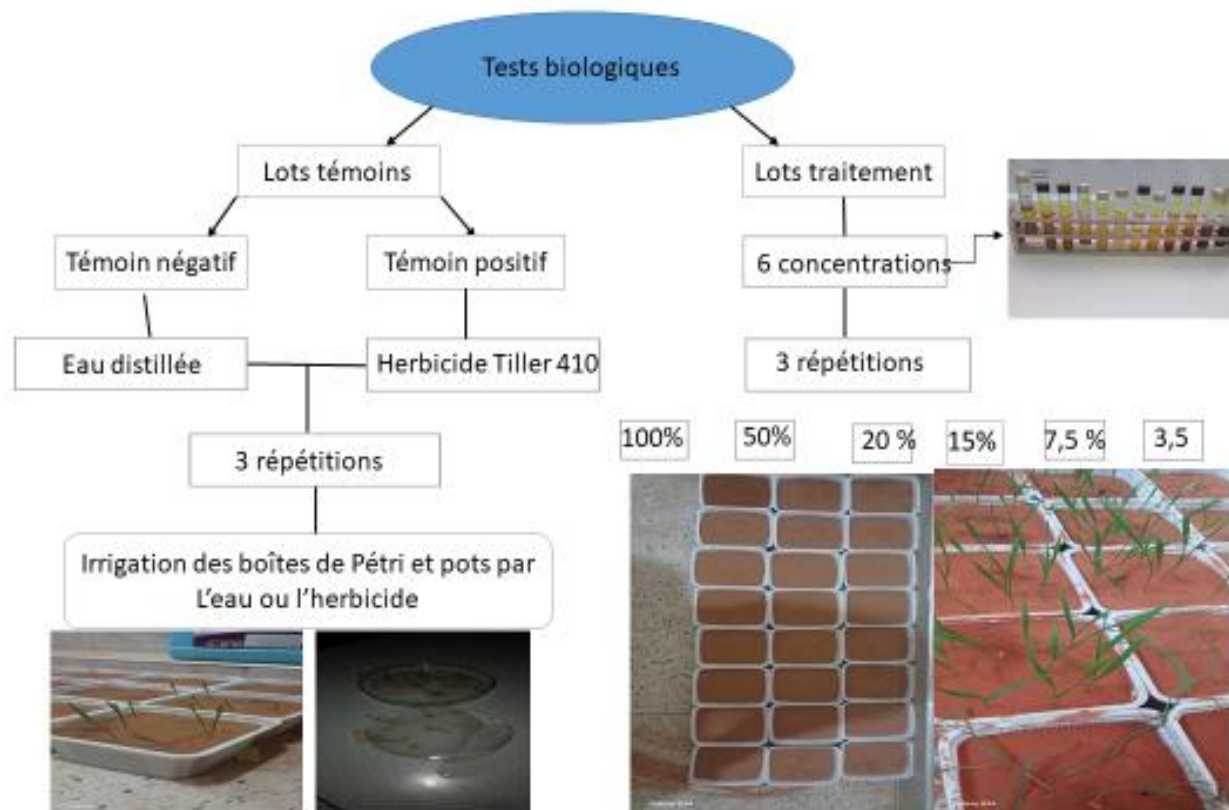 Tests biologiques
Lots témoins
Lots traitement
Témoin négatif
Témoin positif
6 concentrations
Eau distillée
Herbicide Tiller 410
3 répétitions
3 répétitions
100%
50%
20 %
15%
7,5 %
3,5
Irrigation des boîtes de Pétri et pots par
L'eau ou l'herbicide